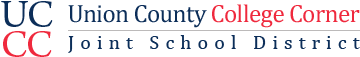 UC
CC
Union County College Corner
Joint School District